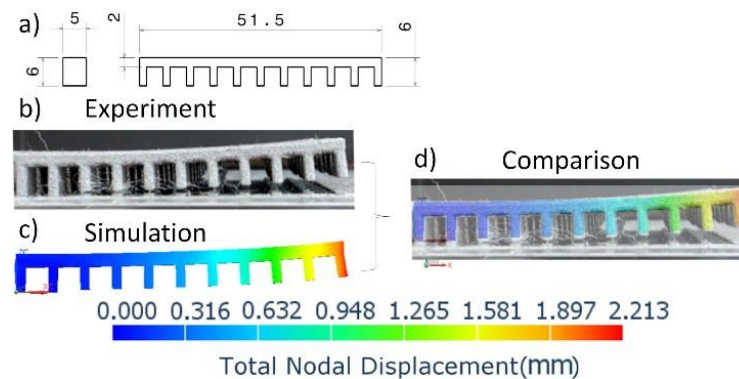 a)
5
2
51.5
6
6
b) Experiment
d) Comparison
c) Simulation
0.000 0.316 0.632 0.948 1.265 1.581 1.897 2.213
Total Nodal Displacement(mm)